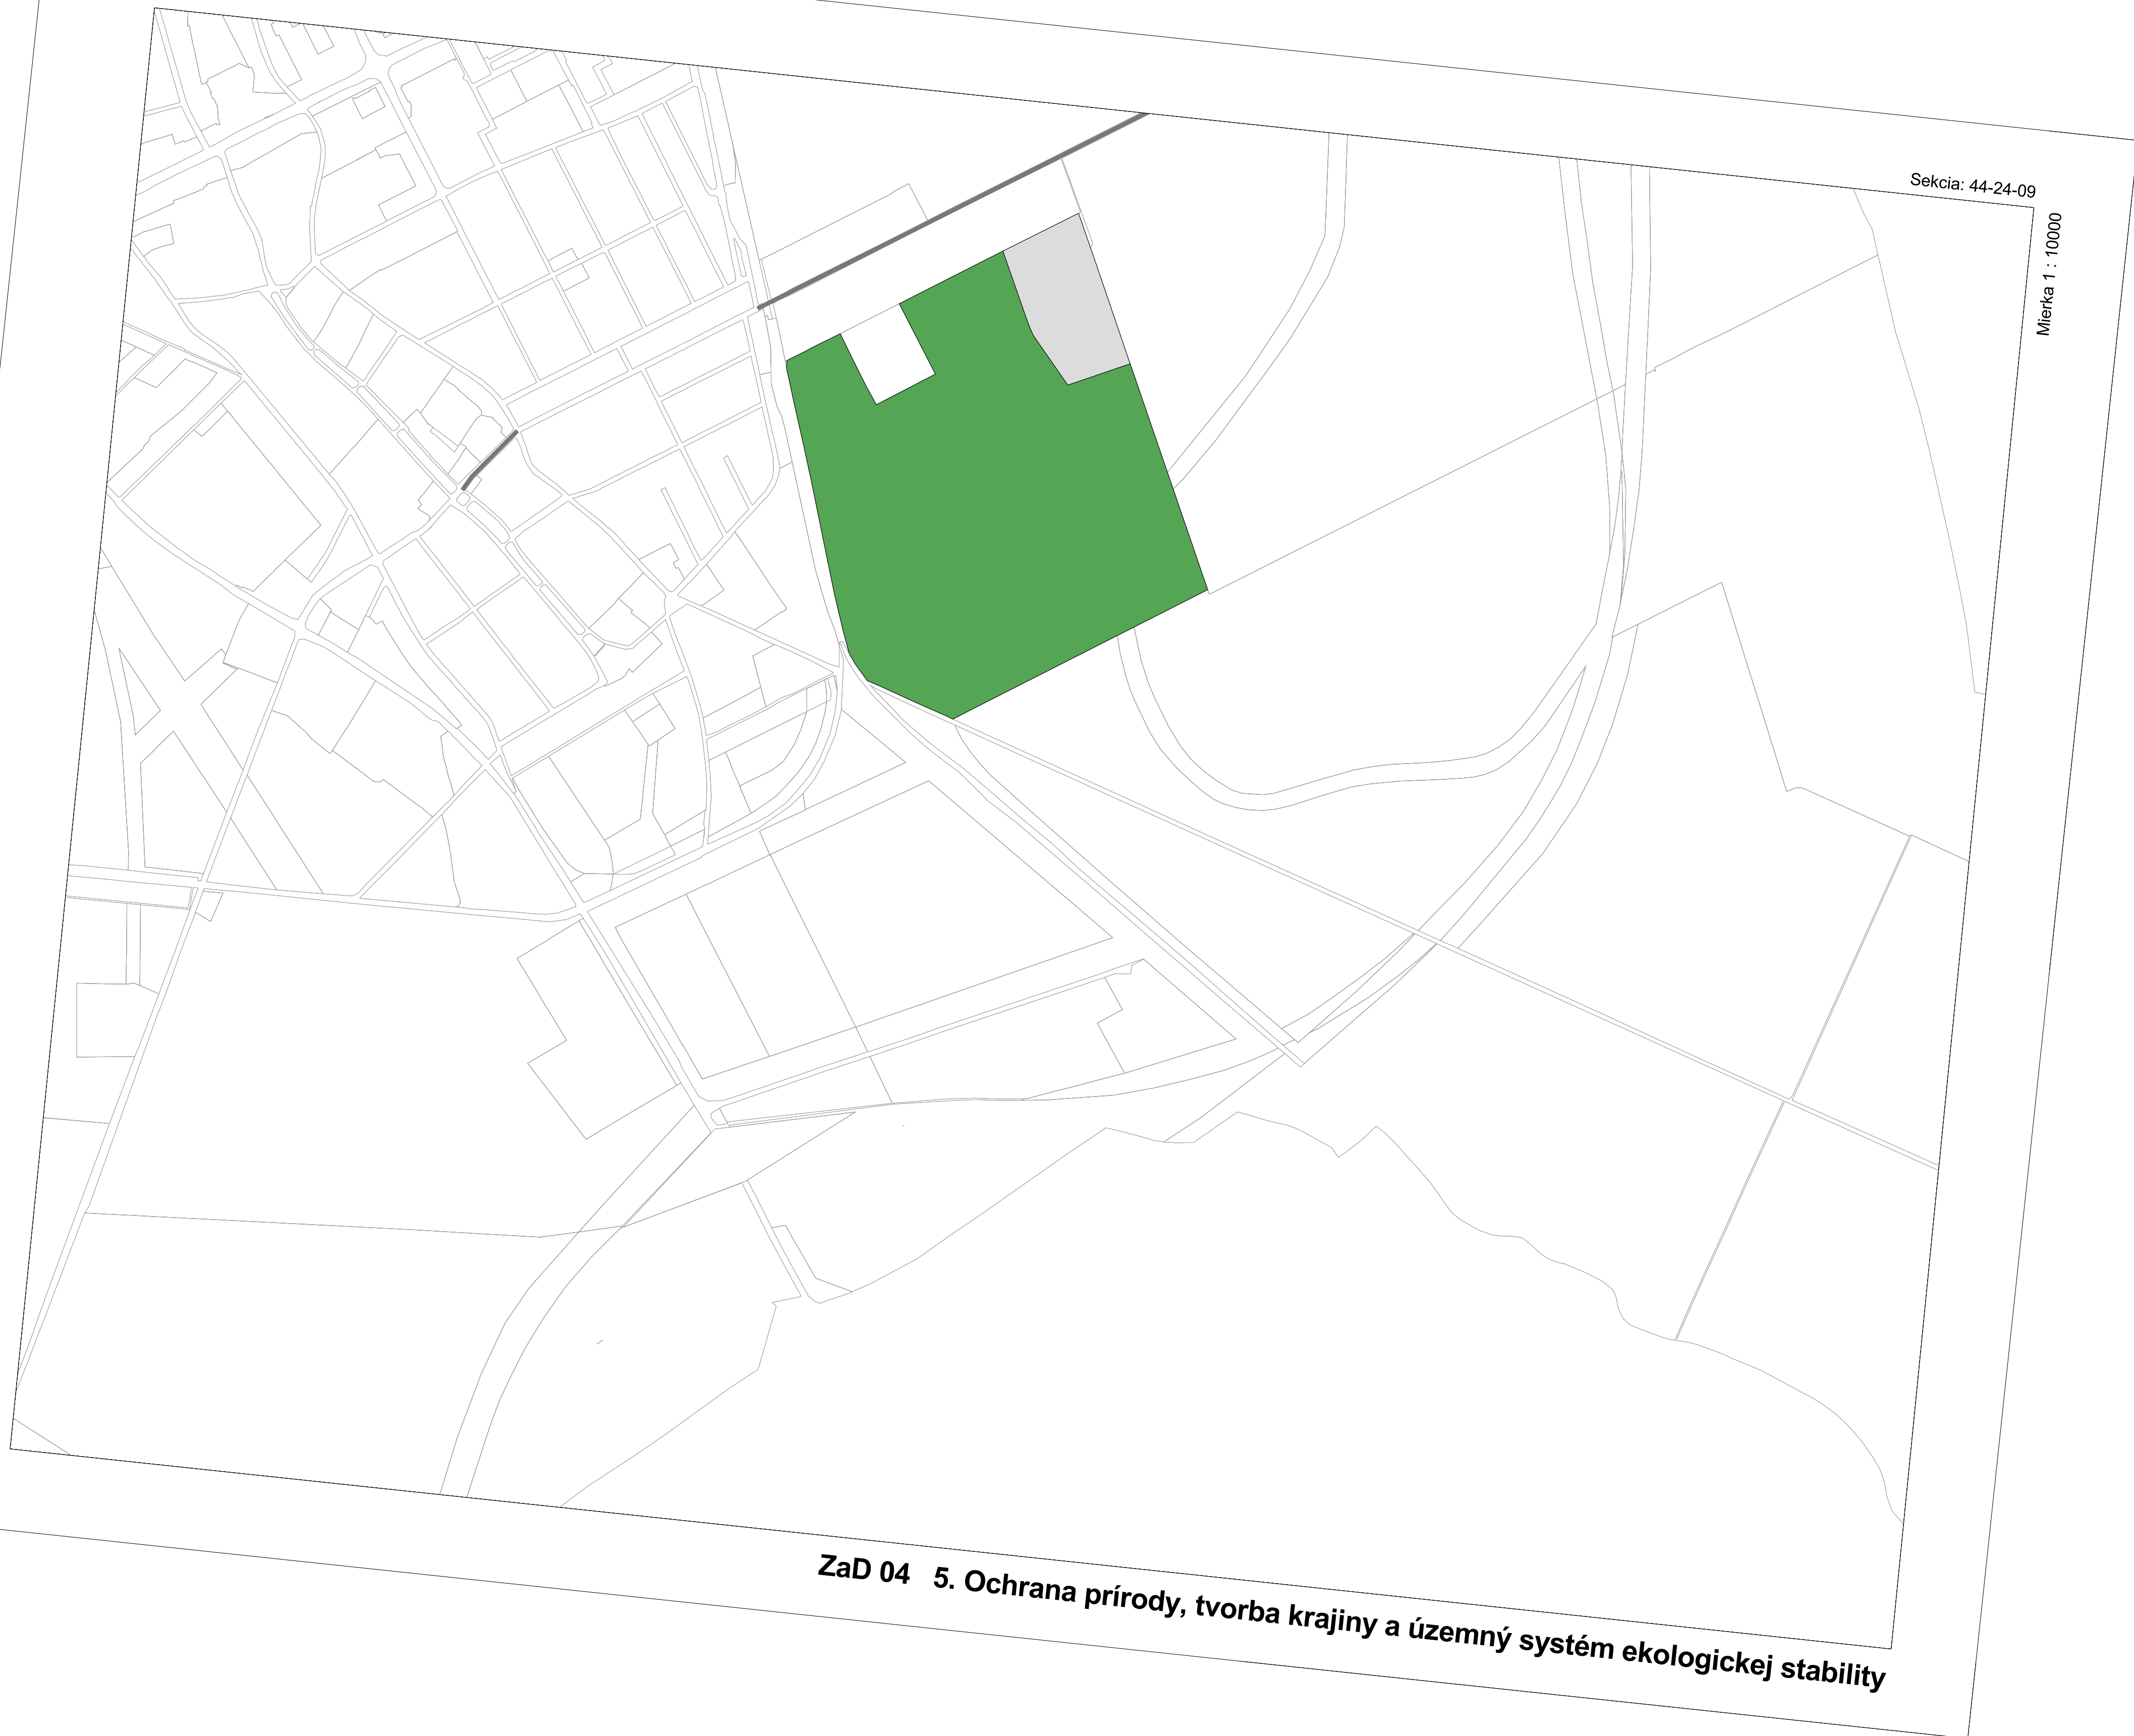 Sekcia: 44-24-09
Mierka 1 : 10000
ZaD 04 5. Ochrana prírody, tvorba krajiny a územný systém ekologickej stability